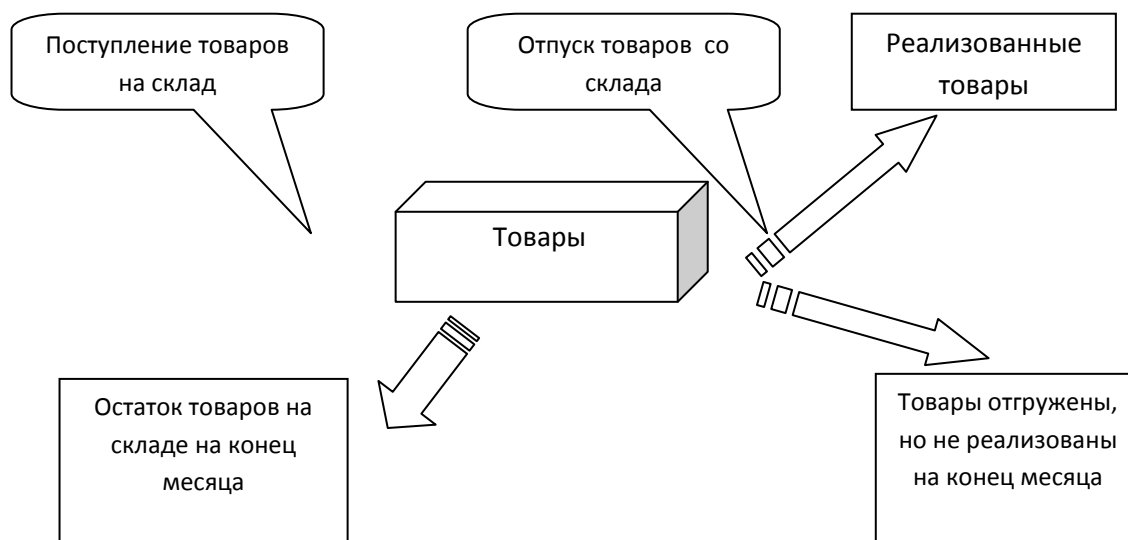 Поступление товаров
на склад
Отпуск товаров со
склада
Реализованные
товары
Товары
Остаток товаров на
складе на конец
месяца
Товары отгружены,
но не реализованы
на конец месяца